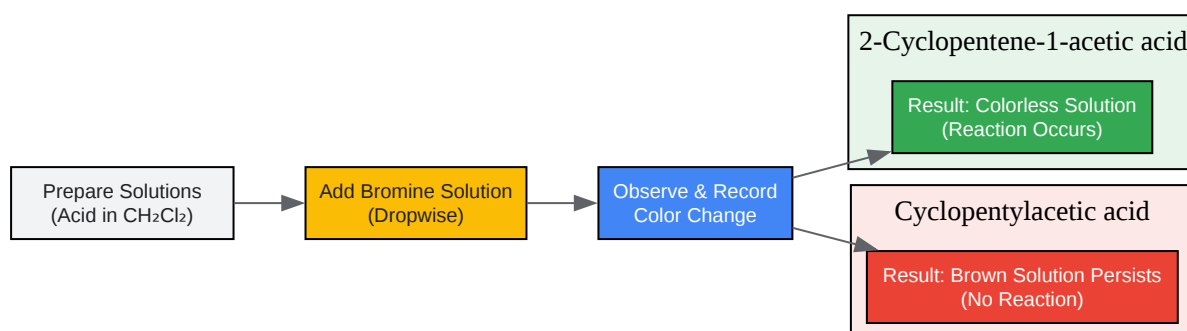 Prepare Solutions
(Acid in CH₂Cl₂)
Add Bromine Solution
(Dropwise)
Observe & Record
Color Change
2-Cyclopentene-1-acetic acid
Result: Colorless Solution
(Reaction Occurs)
Cyclopentylacetic acid
Result: Brown Solution Persists
(No Reaction)